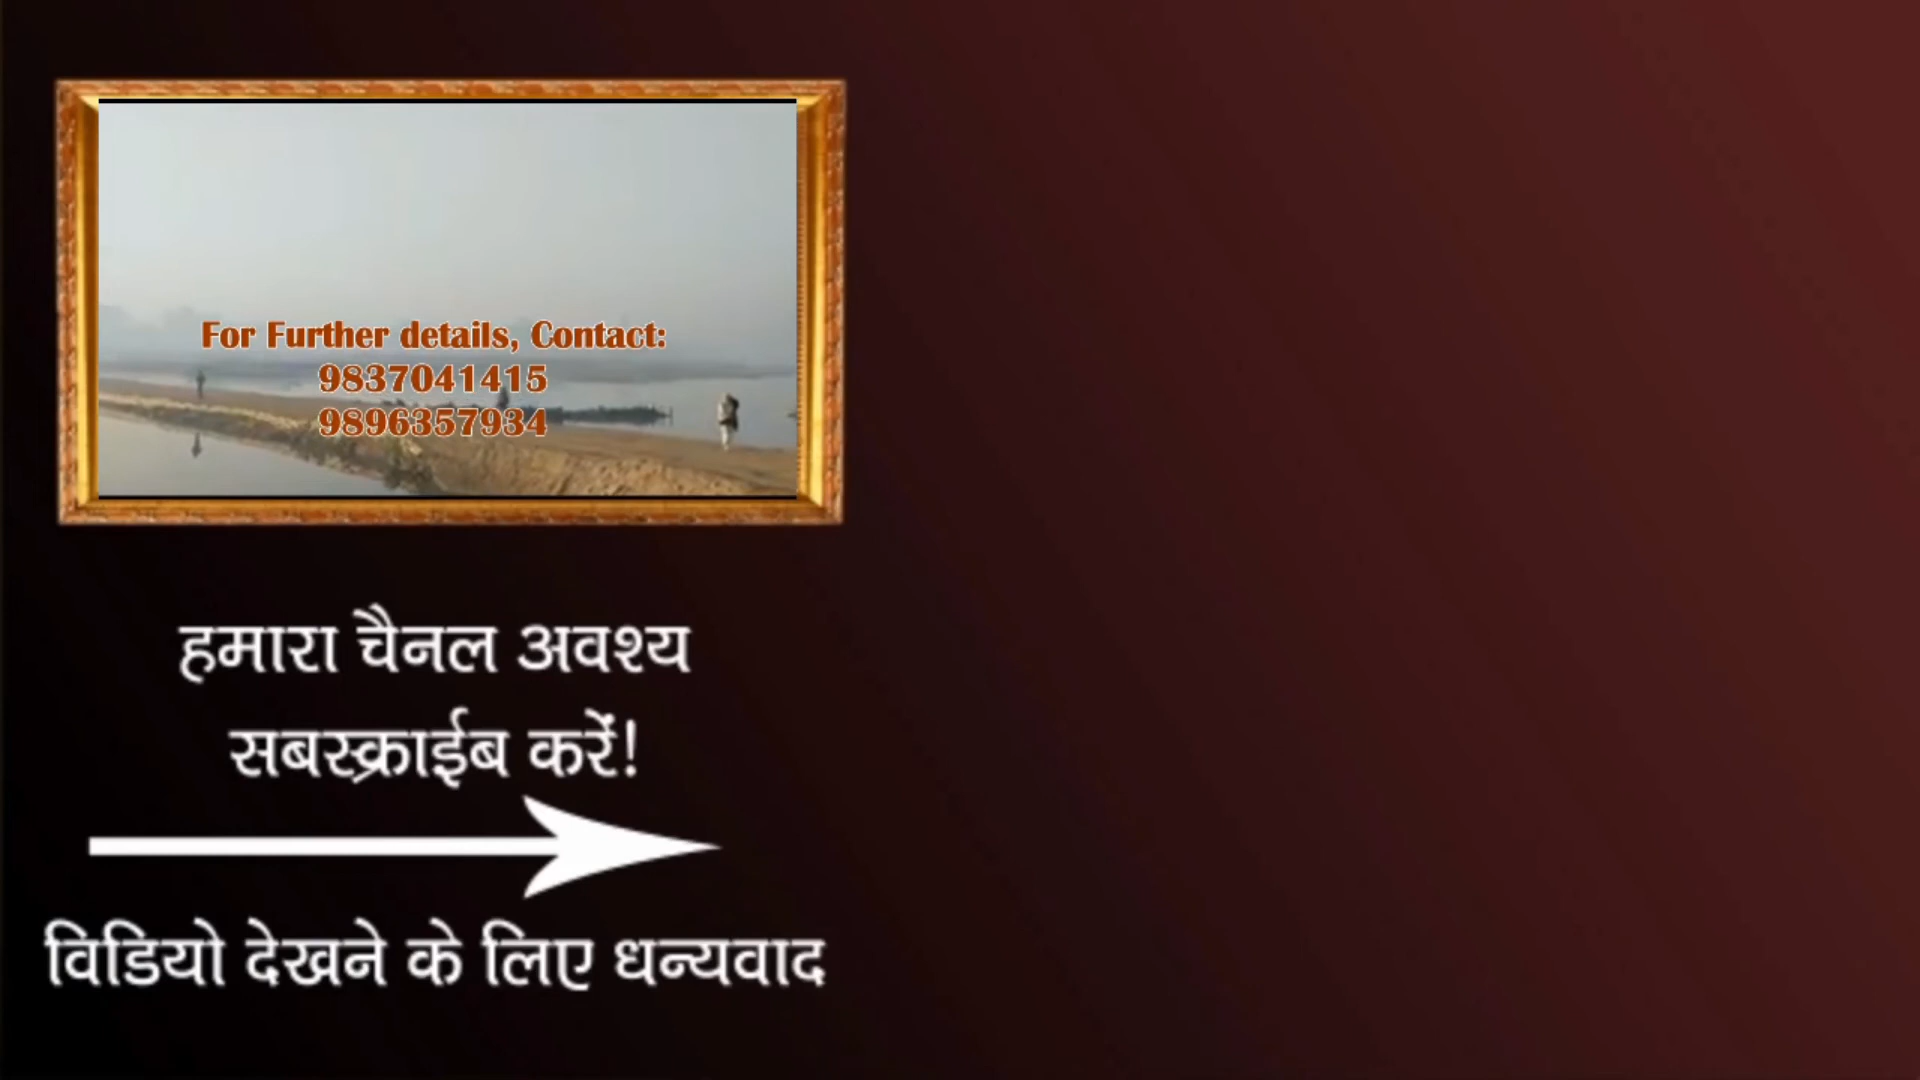 For Further details, Contact:
9837041415
9896357934
हमारा चैनल अवश्य
सबस्क्राईब करें!
विडियो देखने के लिए धन्यवाद